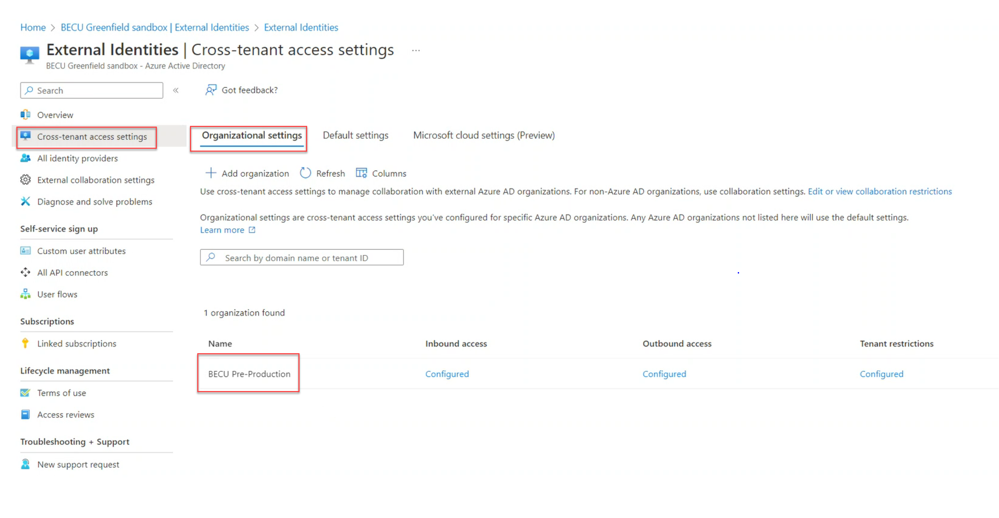 Home > BECU Greenfield sandbox | External Identities > External Identities
External Identities | Cross-tenant access settings ...
BECU Greenfield sandbox - Azure Active Directory
Search «
Got feedback?
Overview
Cross-tenant access settings
All identity providers
External collaboration settings
Diagnose and solve problems
Self-service sign up
Custom user attributes
All API connectors
User flows
Subscriptions
Linked subscriptions
Lifecycle management
Terms of use
Access reviews
Troubleshooting + Support
New support request
Organizational settings Default settings Microsoft cloud settings (Preview)
Add organization Refresh Columns
Use cross-tenant access settings to manage collaboration with external Azure AD organizations. For non-Azure AD organizations, use collaboration settings. Edit or view collaboration restrictions
Organizational settings are cross-tenant access settings you've configured for specific Azure AD organizations. Any Azure AD organizations not listed here will use the default settings.
Learn more
Search by domain name or tenant ID
1 organization found
Name Inbound access Outbound access Tenant restrictions
BECU Pre-Production Configured Configured Configured